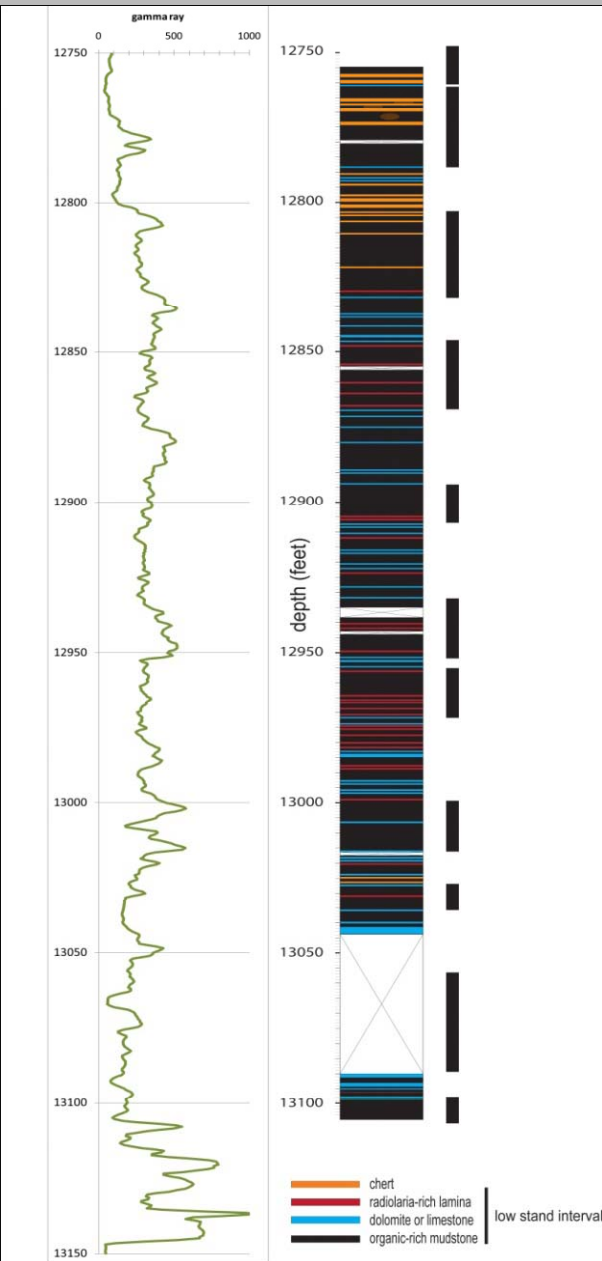 gamma ray
0 500 1000
12750
12800
12850
12900
12950
13000
13050
13100
13150
depth (feet)
12750
12800
12850
12900
12950
13000
13050
13100
chert
radiolaria-rich lamina
dolomite or limestone
organic-rich mudstone
low stand interval